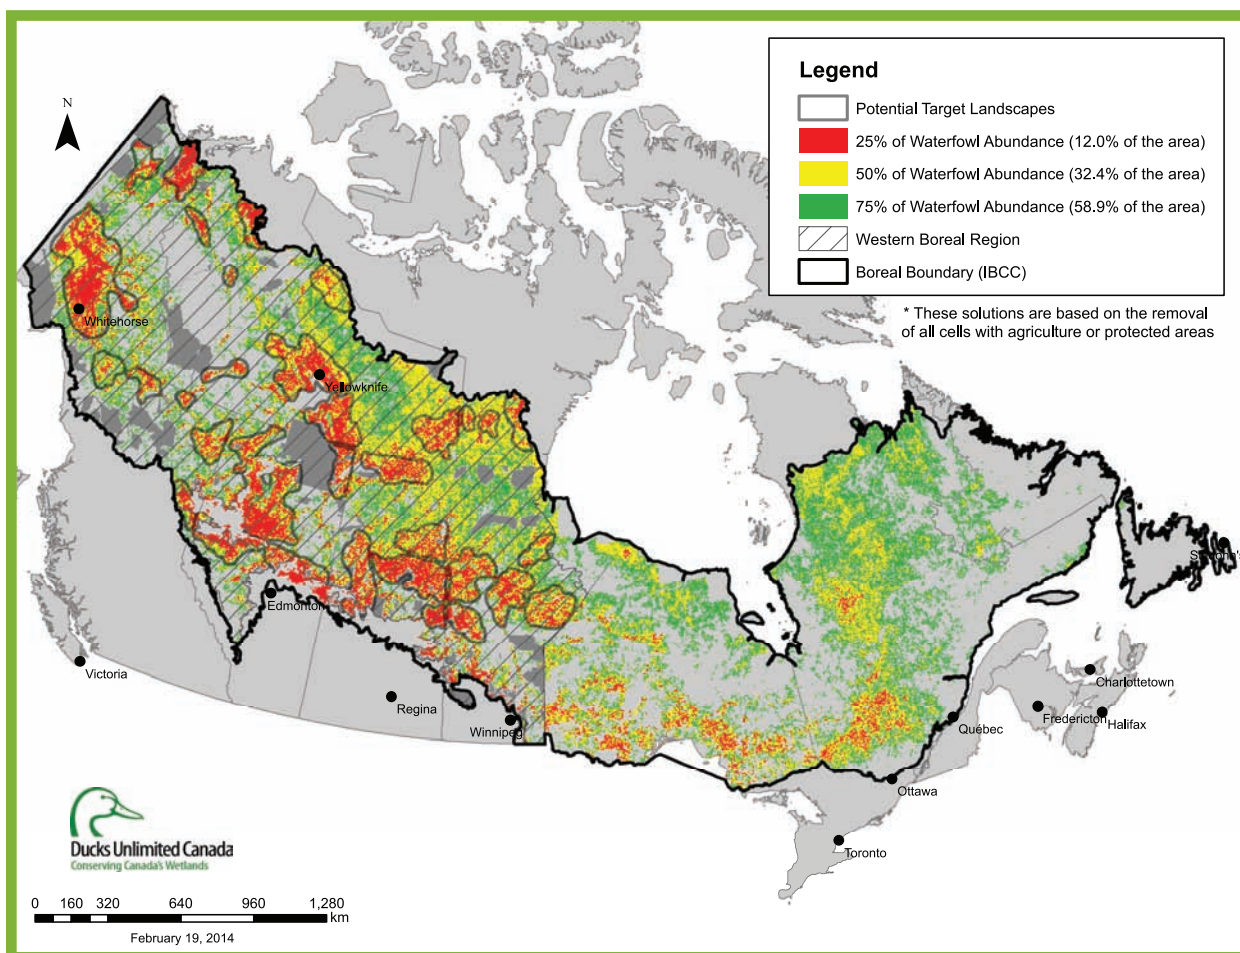 Legend
Potential Target Landscapes
25% of Waterfowl Abundance (12.0% of the area)
50% of Waterfowl Abundance (32.4% of the area)
75% of Waterfowl Abundance (58.9% of the area)
Western Boreal Region
Boreal Boundary (IBCC)
* These solutions are based on the removal
of all cells with agriculture or protected areas
N
Whitehorse
Yellowknife
St. John's
Edmonton
Victoria
Charlottetown
Regina
Fredericton
Halifax
Winnipeg
Québec
Ottawa
Toronto
Ducks Unlimited Canada
Conserving Canada's Wetlands
0 160 320 640 960 1,280
km
February 19, 2014